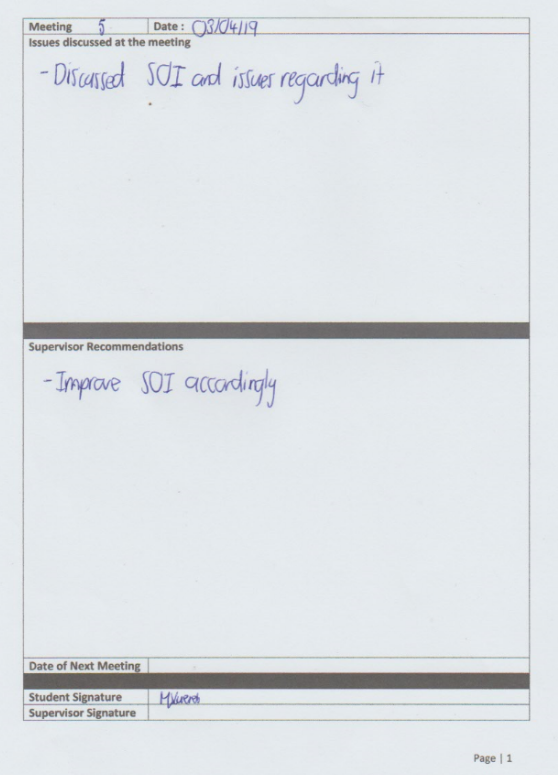 Meeting 5 Date : 03/04/19
Issues discussed at the meeting
- Discussed SOI and issues regarding it
Supervisor Recommendations
- Improve SOI accordingly
Date of Next Meeting
Student Signature
Supervisor Signature
Page | 1